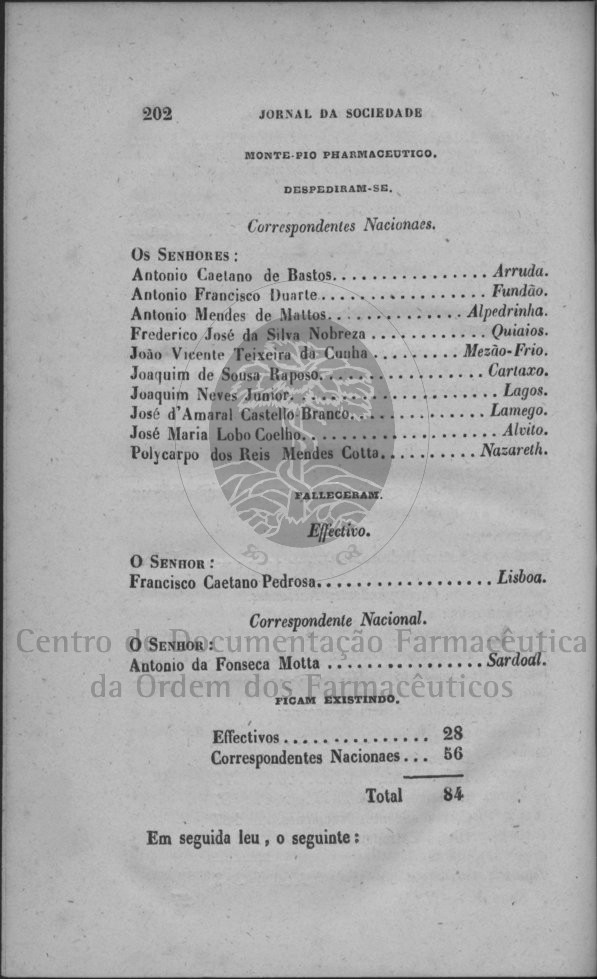 202 JORNAL DA SOCIEDADE
MONTE-PIO PHARMACEUTICO.
DESPEDIRAM-SE.
Correspondentes Nacionaes.
OS SENHORES :
Antonio Caetano de Bastos................ Arruda.
Antonio Francisco Duarte................. Fundão.
Antonio Mendes de Mattos................ Alpedrinha.
Frederico José da Silva Nobreza ............ Quiaios.
João Vicente Teixeira da Cunha ......... Mezão-Frio.
Joaquim de Sousa Raposo................. Cartaxo.
Joaquim Neves Junior..................... Lagos.
José d'Amaral Castello-Branco.............. Lamego.
José Maria Lobo Coelho.................... Alvito.
Polycarpo dos Reis Mendes Cotta.......... Nazareth.
FALLECERAM.
Effectivo.
O SENHOR :
Francisco Caetano Pedrosa.................. Lisboa.
Correspondente Nacional.
O SENHOR :
Antonio da Fonseca Motta ................ Sardoal.
FICAM EXISTINDO.
Effectivos............... 28
Correspondentes Nacionaes... 56
Total 84
Em seguida leu , o seguinte :
Centro de Documentação Farmacêutica
da Ordem dos Farmacêuticos